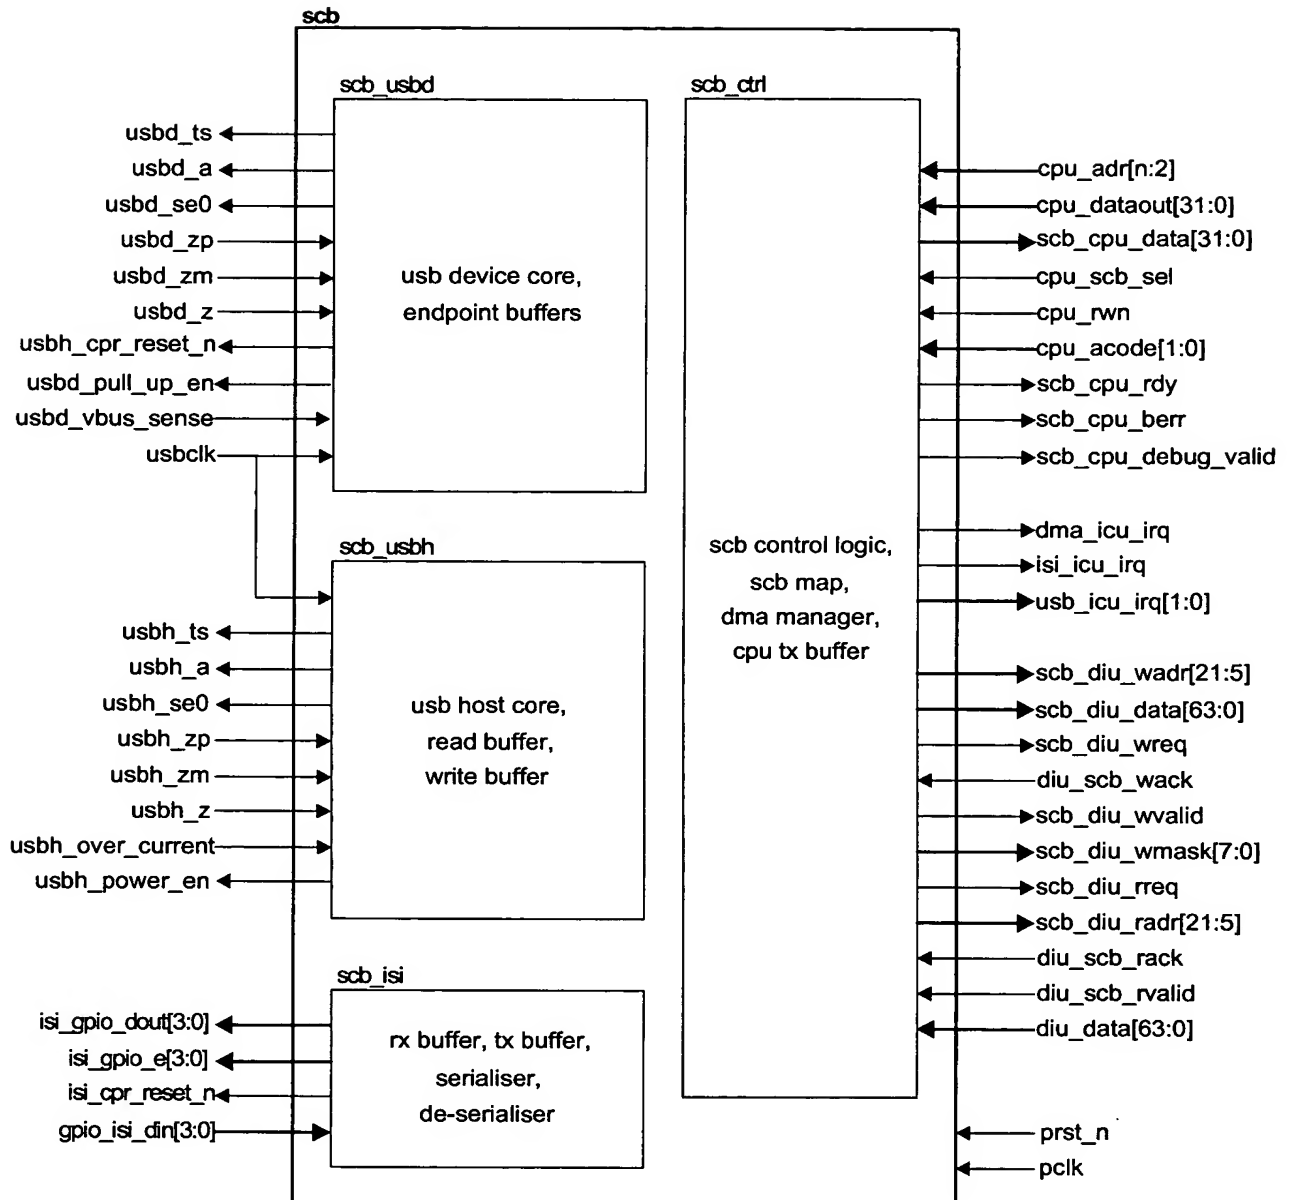 scb
scb_usbd
usbd_ts
usbd_a
usbd_se0
usbd_zp
usbd_zm
usbd_z
usbh_cpr_reset_n
usbd_pull_up_en
usbd_vbus_sense
usbclk
usb device core,
endpoint buffers
scb_usbh
usbh_ts
usbh_a
usbh_se0
usbh_zp
usbh_zm
usbh_z
usbh_over_current
usbh_power_en
usb host core,
read buffer,
write buffer
scb_isi
isi_gpio_dout[3:0]
isi_gpio_e[3:0]
isi_cpr_reset_n
gpio_isi_din[3:0]
rx buffer, tx buffer,
serialiser,
de-serialiser
scb_ctrl
scb control logic,
scb map,
dma manager,
cpu tx buffer
cpu_adr[n:2]
cpu_dataout[31:0]
scb_cpu_data[31:0]
cpu_scb_sel
cpu_rwn
cpu_acode[1:0]
scb_cpu_rdy
scb_cpu_berr
scb_cpu_debug_valid
dma_icu_irq
isi_icu_irq
usb_icu_irq[1:0]
scb_diu_wadr[21:5]
scb_diu_data[63:0]
scb_diu_wreq
diu_scb_wack
scb_diu_wvalid
scb_diu_wmask[7:0]
scb_diu_rreq
scb_diu_radr[21:5]
diu_scb_rack
diu_scb_rvalid
diu_data[63:0]
prst_n
pclk